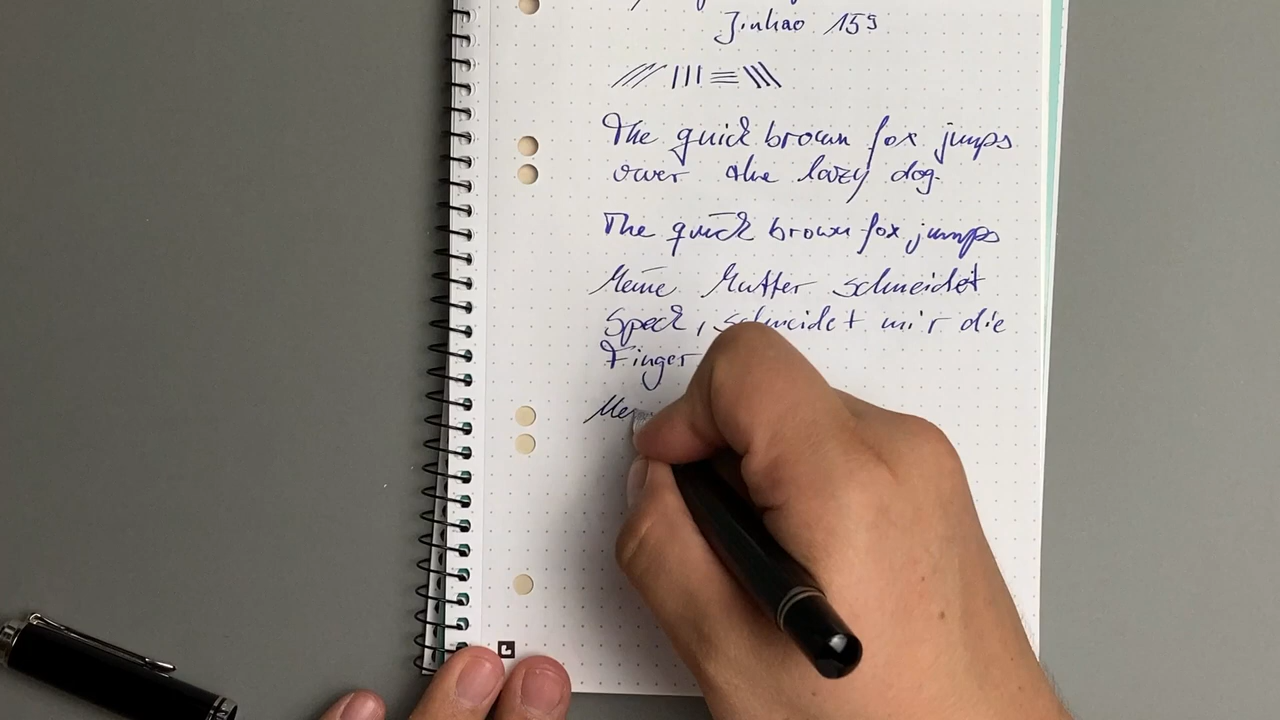 Jinhao 159
The quick brown fox jumps
over the lazy dog.
The quick brown fox jumps
Meine Mutter schneidet
Speck, schneidet mir die
Finger
Me